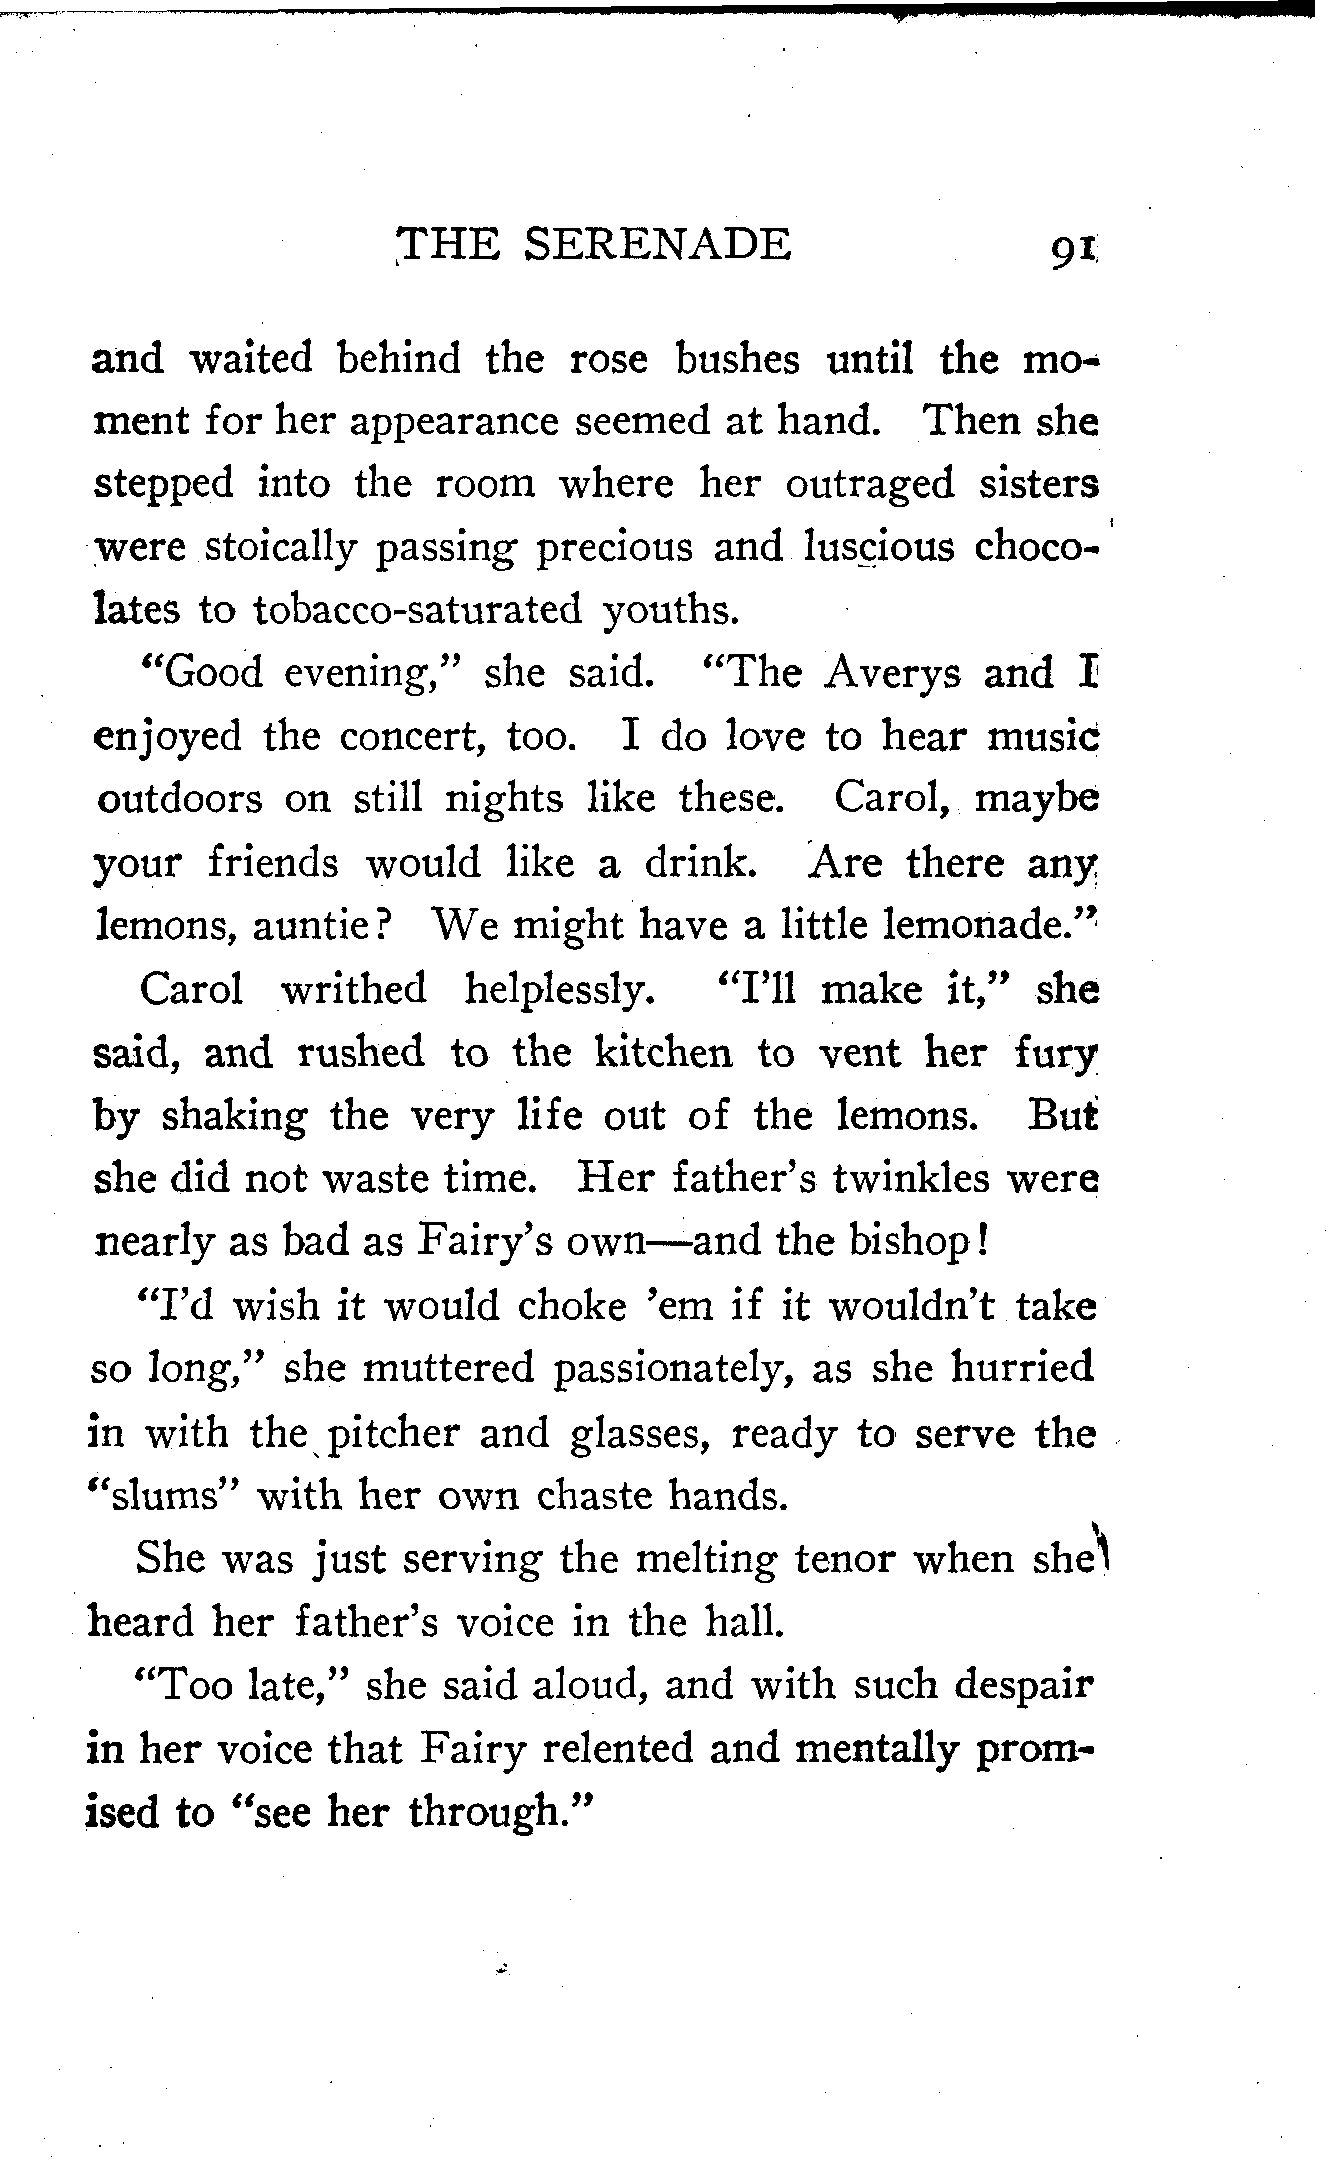 THE SERENADE 91
and waited behind the rose bushes until the mo-
ment for her appearance seemed at hand. Then she
stepped into the room where her outraged sisters
were stoically passing precious and luscious choco-
lates to tobacco-saturated youths.
“Good evening,” she said. “The Averys and I
enjoyed the concert, too. I do love to hear music
outdoors on still nights like these. Carol, maybe
your friends would like a drink. Are there any
lemons, auntie? We might have a little lemonade.”
Carol writhed helplessly. “I’ll make it,” she
said, and rushed to the kitchen to vent her fury
by shaking the very life out of the lemons. But
she did not waste time. Her father’s twinkles were
nearly as bad as Fairy’s own—and the bishop!
“I’d wish it would choke ’em if it wouldn’t take
so long,” she muttered passionately, as she hurried
in with the pitcher and glasses, ready to serve the
“slums” with her own chaste hands.
She was just serving the melting tenor when she
heard her father’s voice in the hall.
“Too late,” she said aloud, and with such despair
in her voice that Fairy relented and mentally prom-
ised to “see her through.”